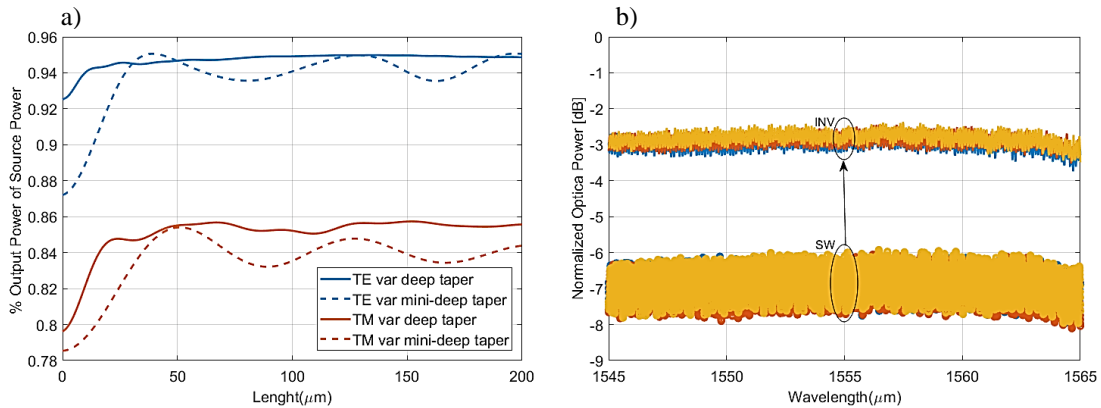 a)
0.96
0.94
0.92
0.9
0.88
0.86
0.84
0.82
0.8
0.78
% Output Power of Source Power
0
50
100
150
200
Lenght(μm)
TE var deep taper
TE var mini-deep taper
TM var deep taper
TM var mini-deep taper
b)
0
-1
-2
-3
-4
-5
-6
-7
-8
-9
Normalized Optica Power [dB]
INV
SW
1545
1550
1555
1560
1565
Wavelength(μm)